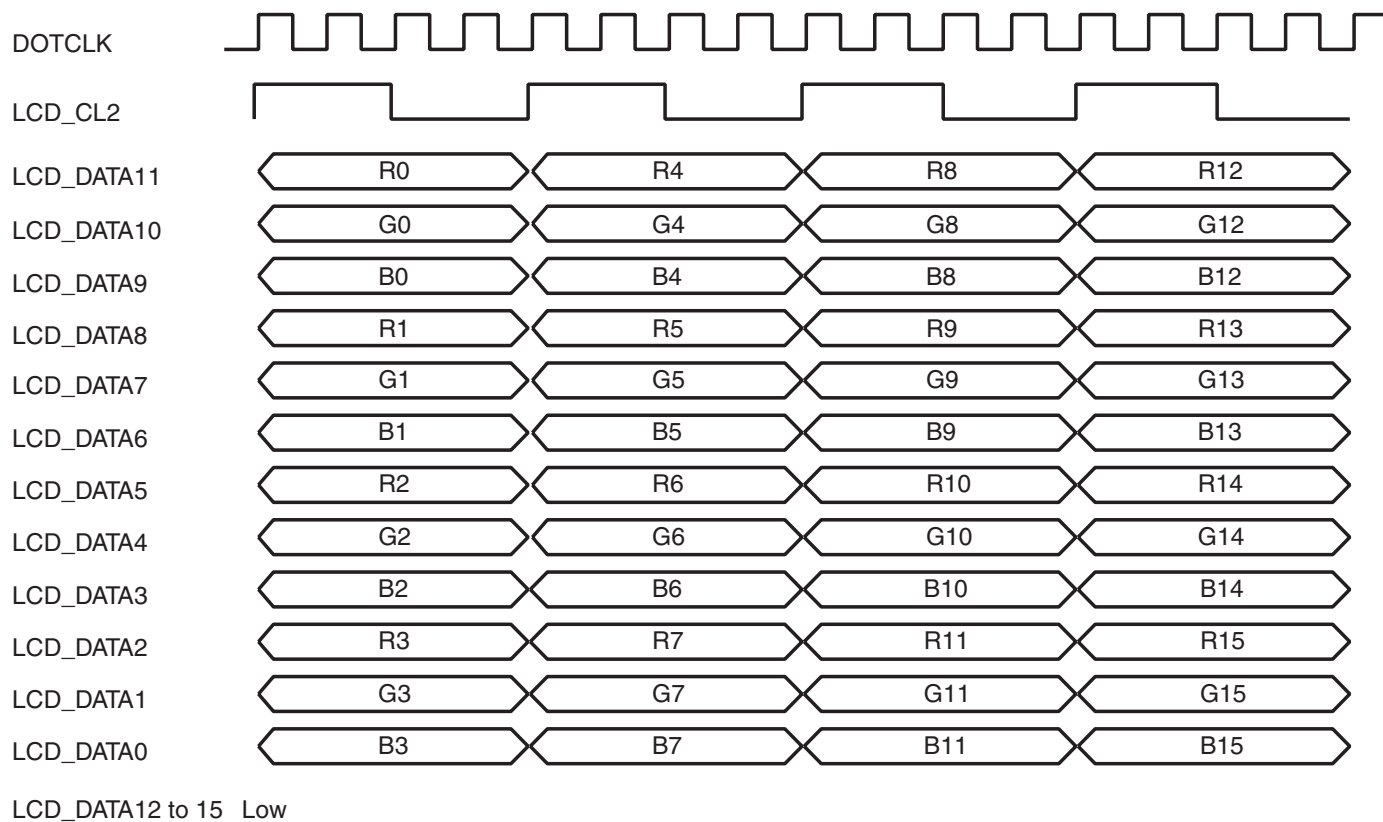 DOTCLK
LCD_CL2
LCD_DATA11 R0 R4 R8 R12
LCD_DATA10 G0 G4 G8 G12
LCD_DATA9 B0 B4 B8 B12
LCD_DATA8 R1 R5 R9 R13
LCD_DATA7 G1 G5 G9 G13
LCD_DATA6 B1 B5 B9 B13
LCD_DATA5 R2 R6 R10 R14
LCD_DATA4 G2 G6 G10 G14
LCD_DATA3 B2 B6 B10 B14
LCD_DATA2 R3 R7 R11 R15
LCD_DATA1 G3 G7 G11 G15
LCD_DATA0 B3 B7 B11 B15
LCD_DATA12 to 15 Low